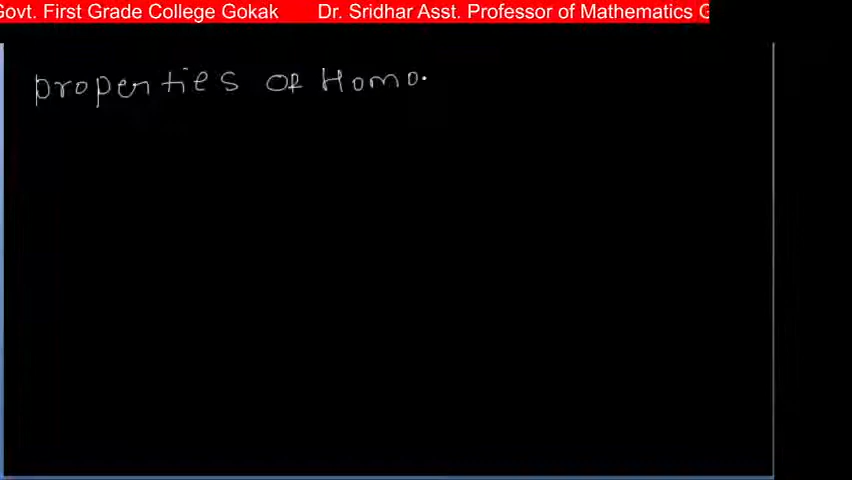 Govt. First Grade College Gokak Dr. Sridhar Asst. Professor of Mathematics G
properties of Homo.